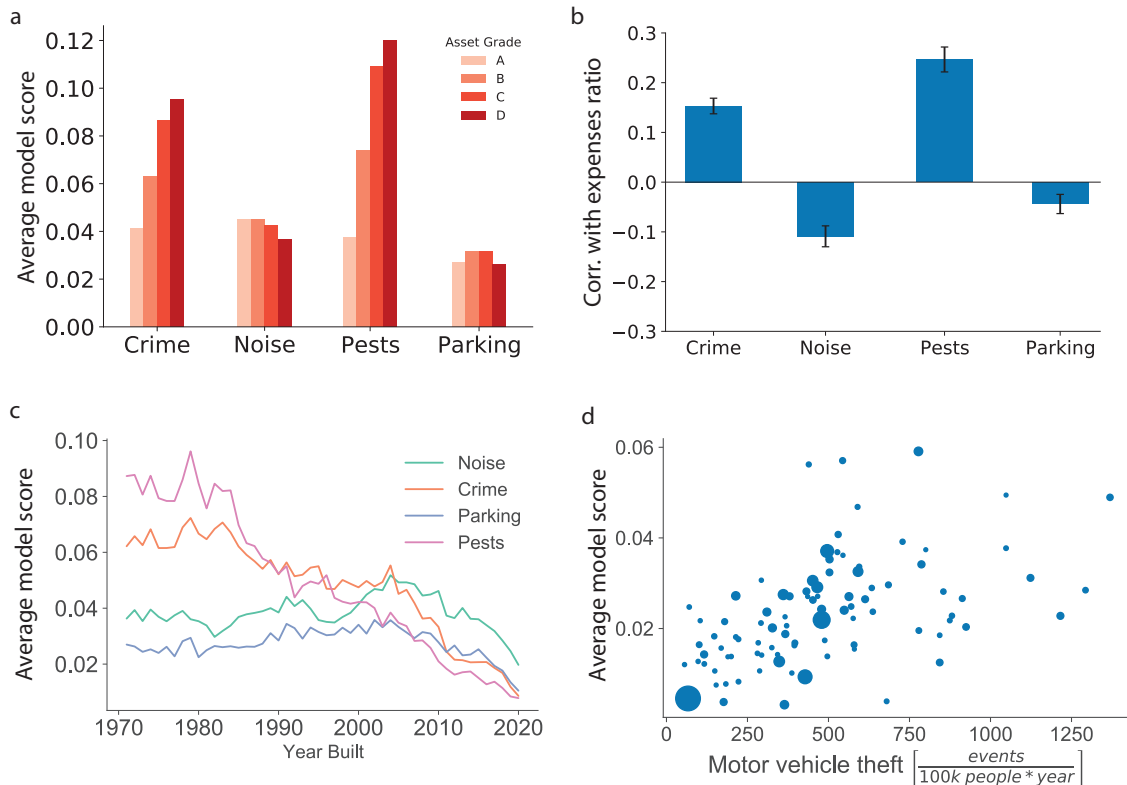 a
Average model score
0.12
0.10
0.08
0.06
0.04
0.02
0.00
Crime Noise Pests Parking
Asset Grade
A
B
C
D
b
Corr. with expenses ratio
0.3
0.2
0.1
0.0
−0.1
−0.2
−0.3
Crime Noise Pests Parking
c
Average model score
0.10
0.08
0.06
0.04
0.02
1970 1980 1990 2000 2010 2020
Year Built
Noise
Crime
Parking
Pests
d
Average model score
0.06
0.04
0.02
0 250 500 750 1000 1250
Motor vehicle theft [events / 100k people * year]